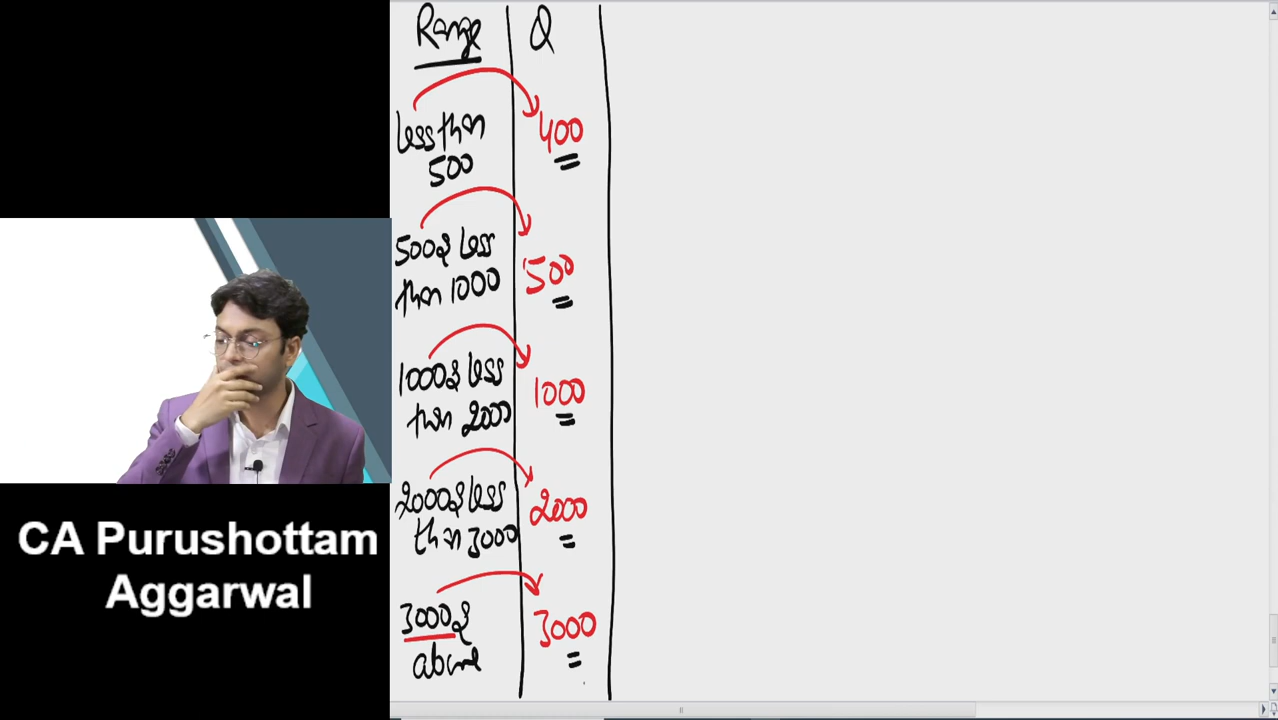 Range
Q
less than
500
400
500 & less
than 1000
500
1000 & less
than 2000
1000
2000 & less
than 3000
2000
3000 &
above
3000
CA Purushottam
Aggarwal